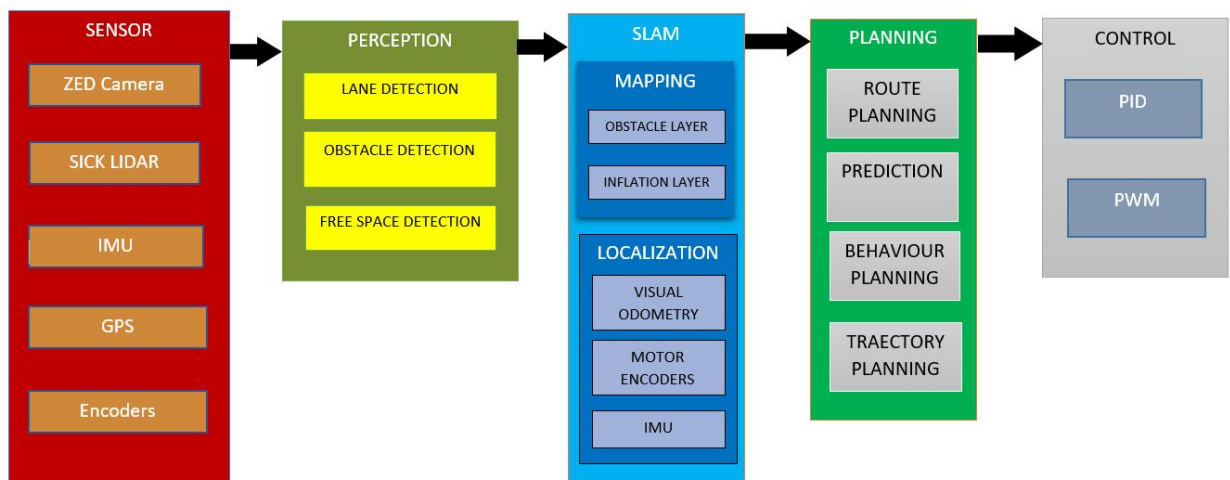 SENSOR
ZED Camera
SICK LIDAR
IMU
GPS
Encoders
PERCEPTION
LANE DETECTION
OBSTACLE DETECTION
FREE SPACE DETECTION
SLAM
MAPPING
OBSTACLE LAYER
INFLATION LAYER
LOCALIZATION
VISUAL
ODOMETRY
MOTOR
ENCODERS
IMU
PLANNING
ROUTE
PLANNING
PREDICTION
BEHAVIOUR
PLANNING
TRAECTORY
PLANNING
CONTROL
PID
PWM